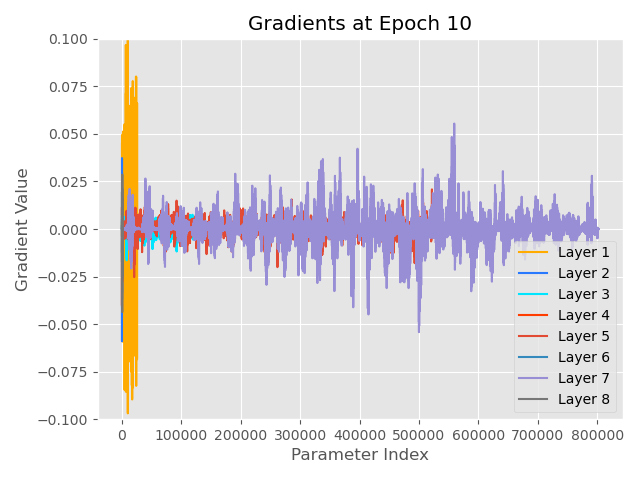 Gradients at Epoch 10
0.100
0.075
0.050
0.025
0.000
−0.025
−0.050
−0.075
−0.100
Gradient Value
Layer 1
Layer 2
Layer 3
Layer 4
Layer 5
Layer 6
Layer 7
Layer 8
0 100000 200000 300000 400000 500000 600000 700000 800000
Parameter Index